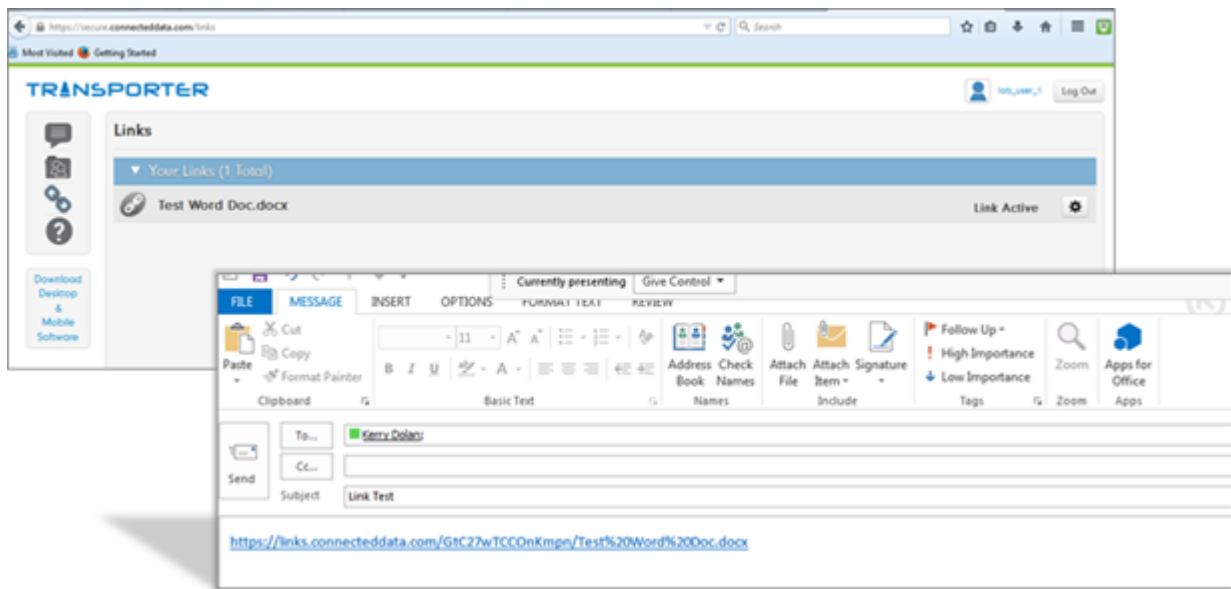 https://secure.connecteddata.com/links
Search
Most Visited Getting Started
TRANSPORTER
lab_user_1 Log Out
Links
Your Links (1 Total)
Test Word Doc.docx Link Active
Download
Desktop
&
Mobile
Software
Currently presenting Give Control
FILE MESSAGE INSERT OPTIONS FORMAT TEXT REVIEW
Paste
Cut
Copy
Format Painter
Clipboard
11
B I U
Basic Text
Address Book
Check Names
Names
Attach File
Attach Item
Signature
Include
Follow Up
High Importance
Low Importance
Tags
Zoom
Zoom
Apps for Office
Apps
Send
To... Kerry Dolan;
Cc...
Subject Link Test
https://links.connecteddata.com/GtC27wTCCOnKmpn/Test%20Word%20Doc.docx